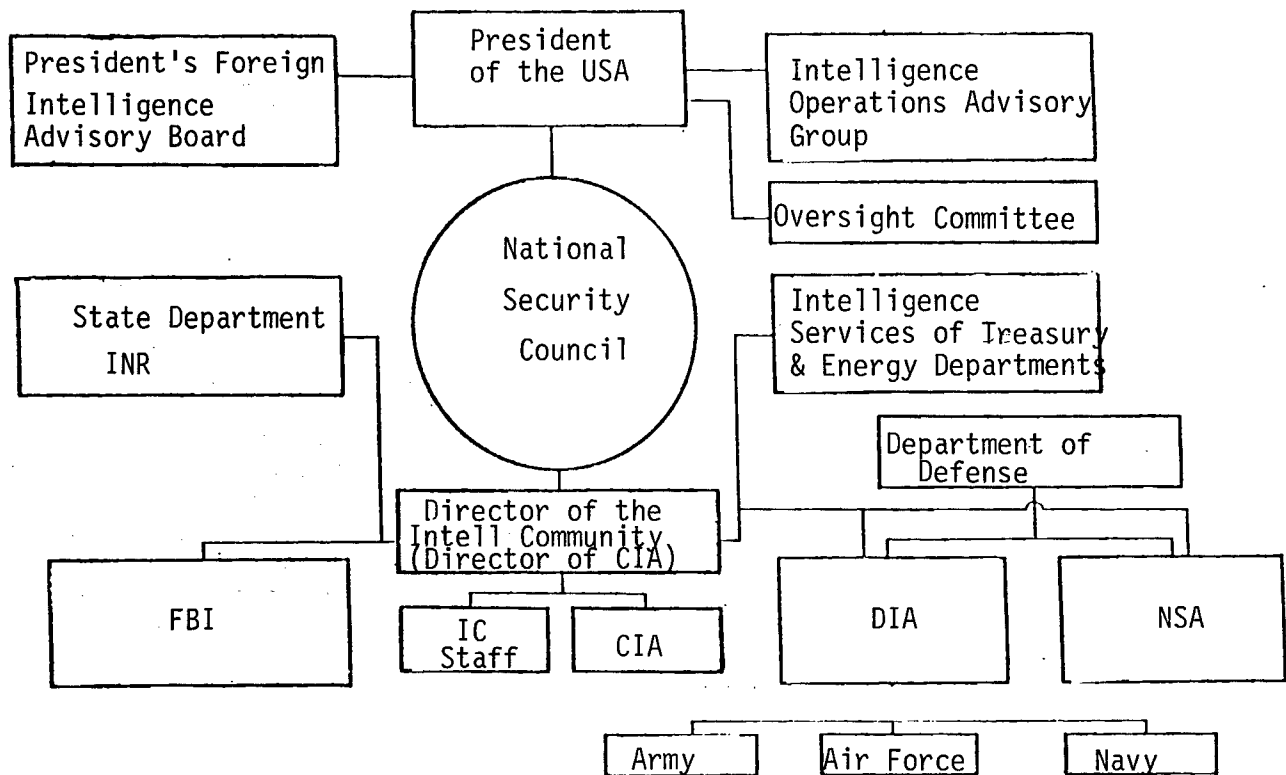 President's Foreign
Intelligence
Advisory Board
President
of the USA
Intelligence
Operations Advisory
Group
Oversight Committee
National
Security
Council
State Department
INR
Intelligence
Services of Treasury
& Energy Departments
Department of
Defense
Director of the
Intell Community
(Director of CIA)
FBI
IC
Staff
CIA
DIA
NSA
Army
Air Force
Navy